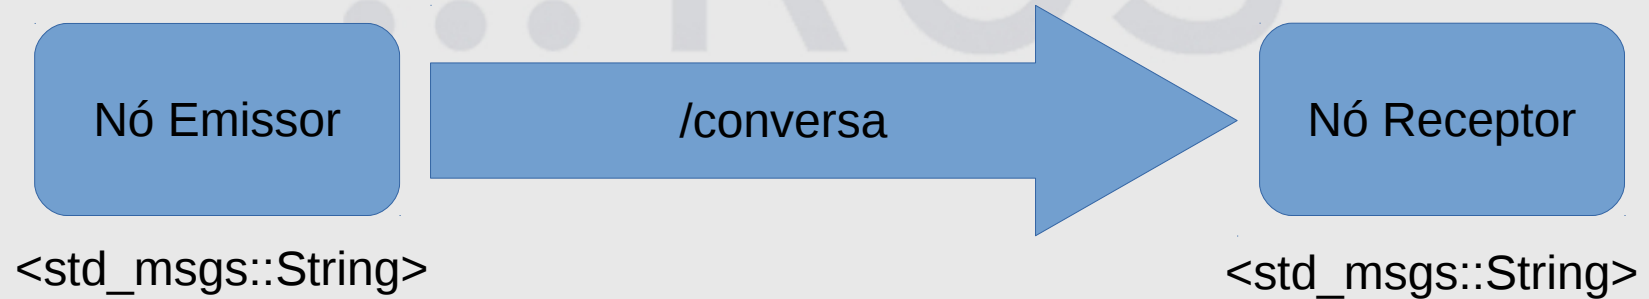 Nó Emissor
/conversa
Nó Receptor
<std_msgs::String>
<std_msgs::String>